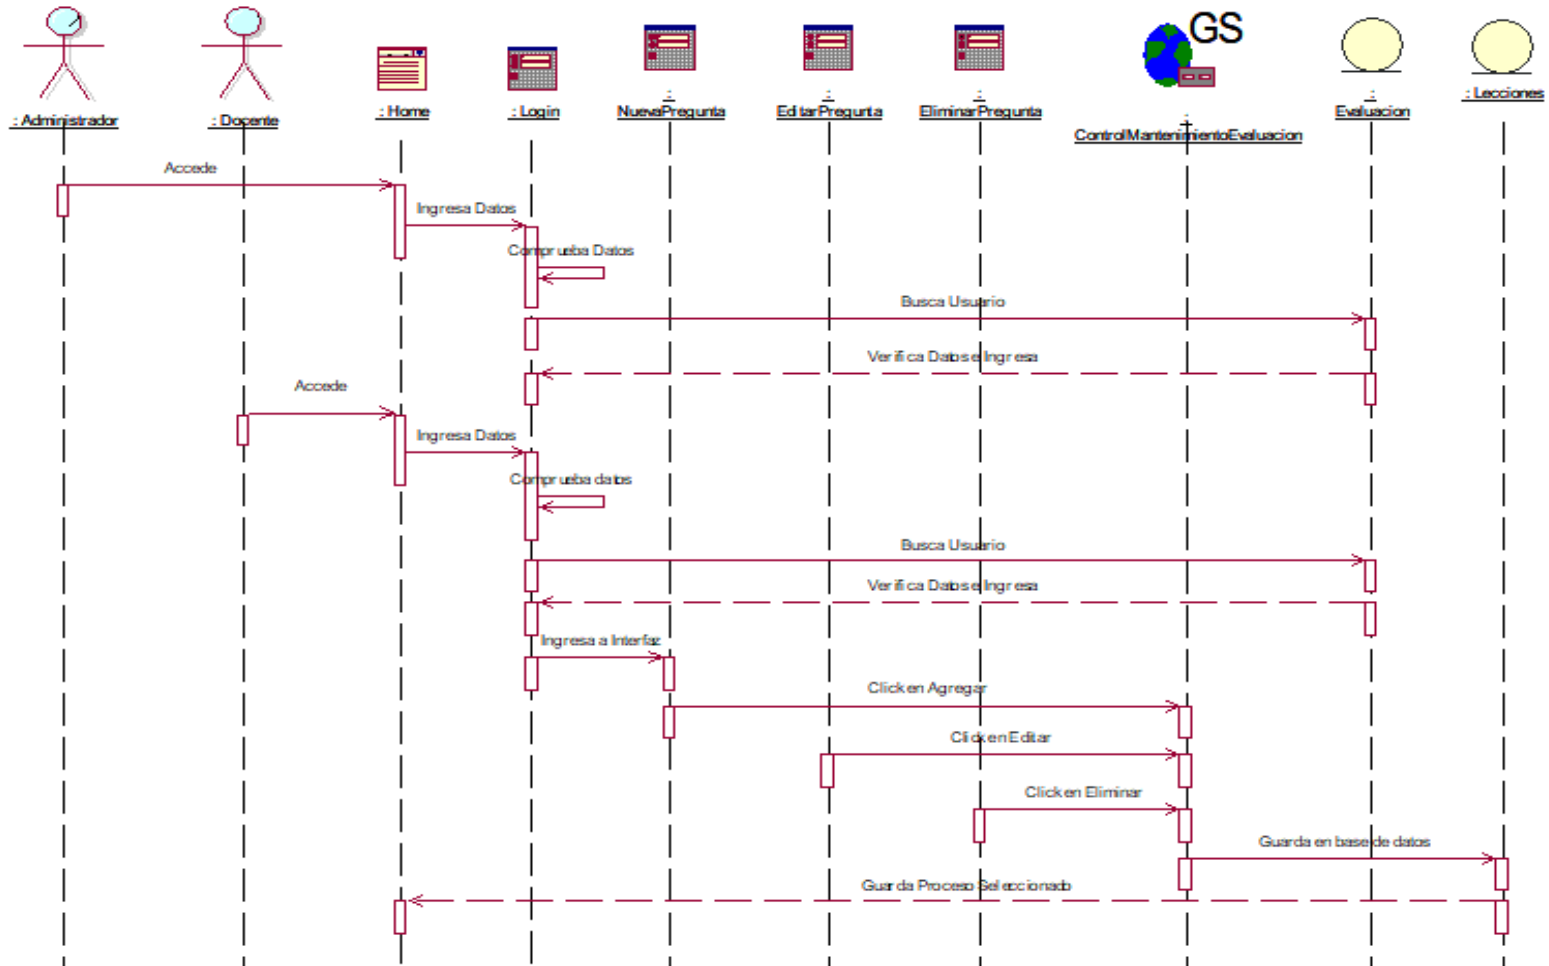 GS
: Administrador
: Docente
: Home
: Login
:
NuevaPregunta
:
EditarPregunta
:
EliminarPregunta
:
ControlMantenimientoEvaluacion
:
Evaluacion
: Lecciones
Accede
Ingresa Datos
Comprueba Datos
Busca Usuario
Verifica Datos e Ingresa
Accede
Ingresa Datos
Comprueba datos
Busca Usuario
Verifica Datos e Ingresa
Ingresa a Interfaz
Click en Agregar
Click en Editar
Click en Eliminar
Guarda en base de datos
Guarda Proceso Seleccionado